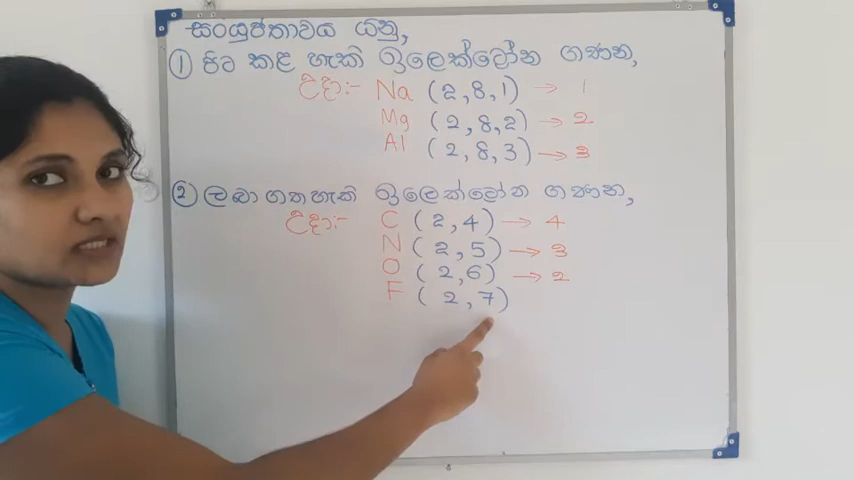 සංයුජතාවය යනු,
① පිට කළ හැකි ඉලෙක්ට්‍රෝන ගණන,
උදා:- Na (2,8,1) → 1
Mg (2,8,2) → 2
Al (2,8,3) → 3
② ලබා ගතහැකි ඉලෙක්ට්‍රෝන ගණන,
උදා:- C (2,4) → 4
N (2,5) → 3
O (2,6) → 2
F (2,7)